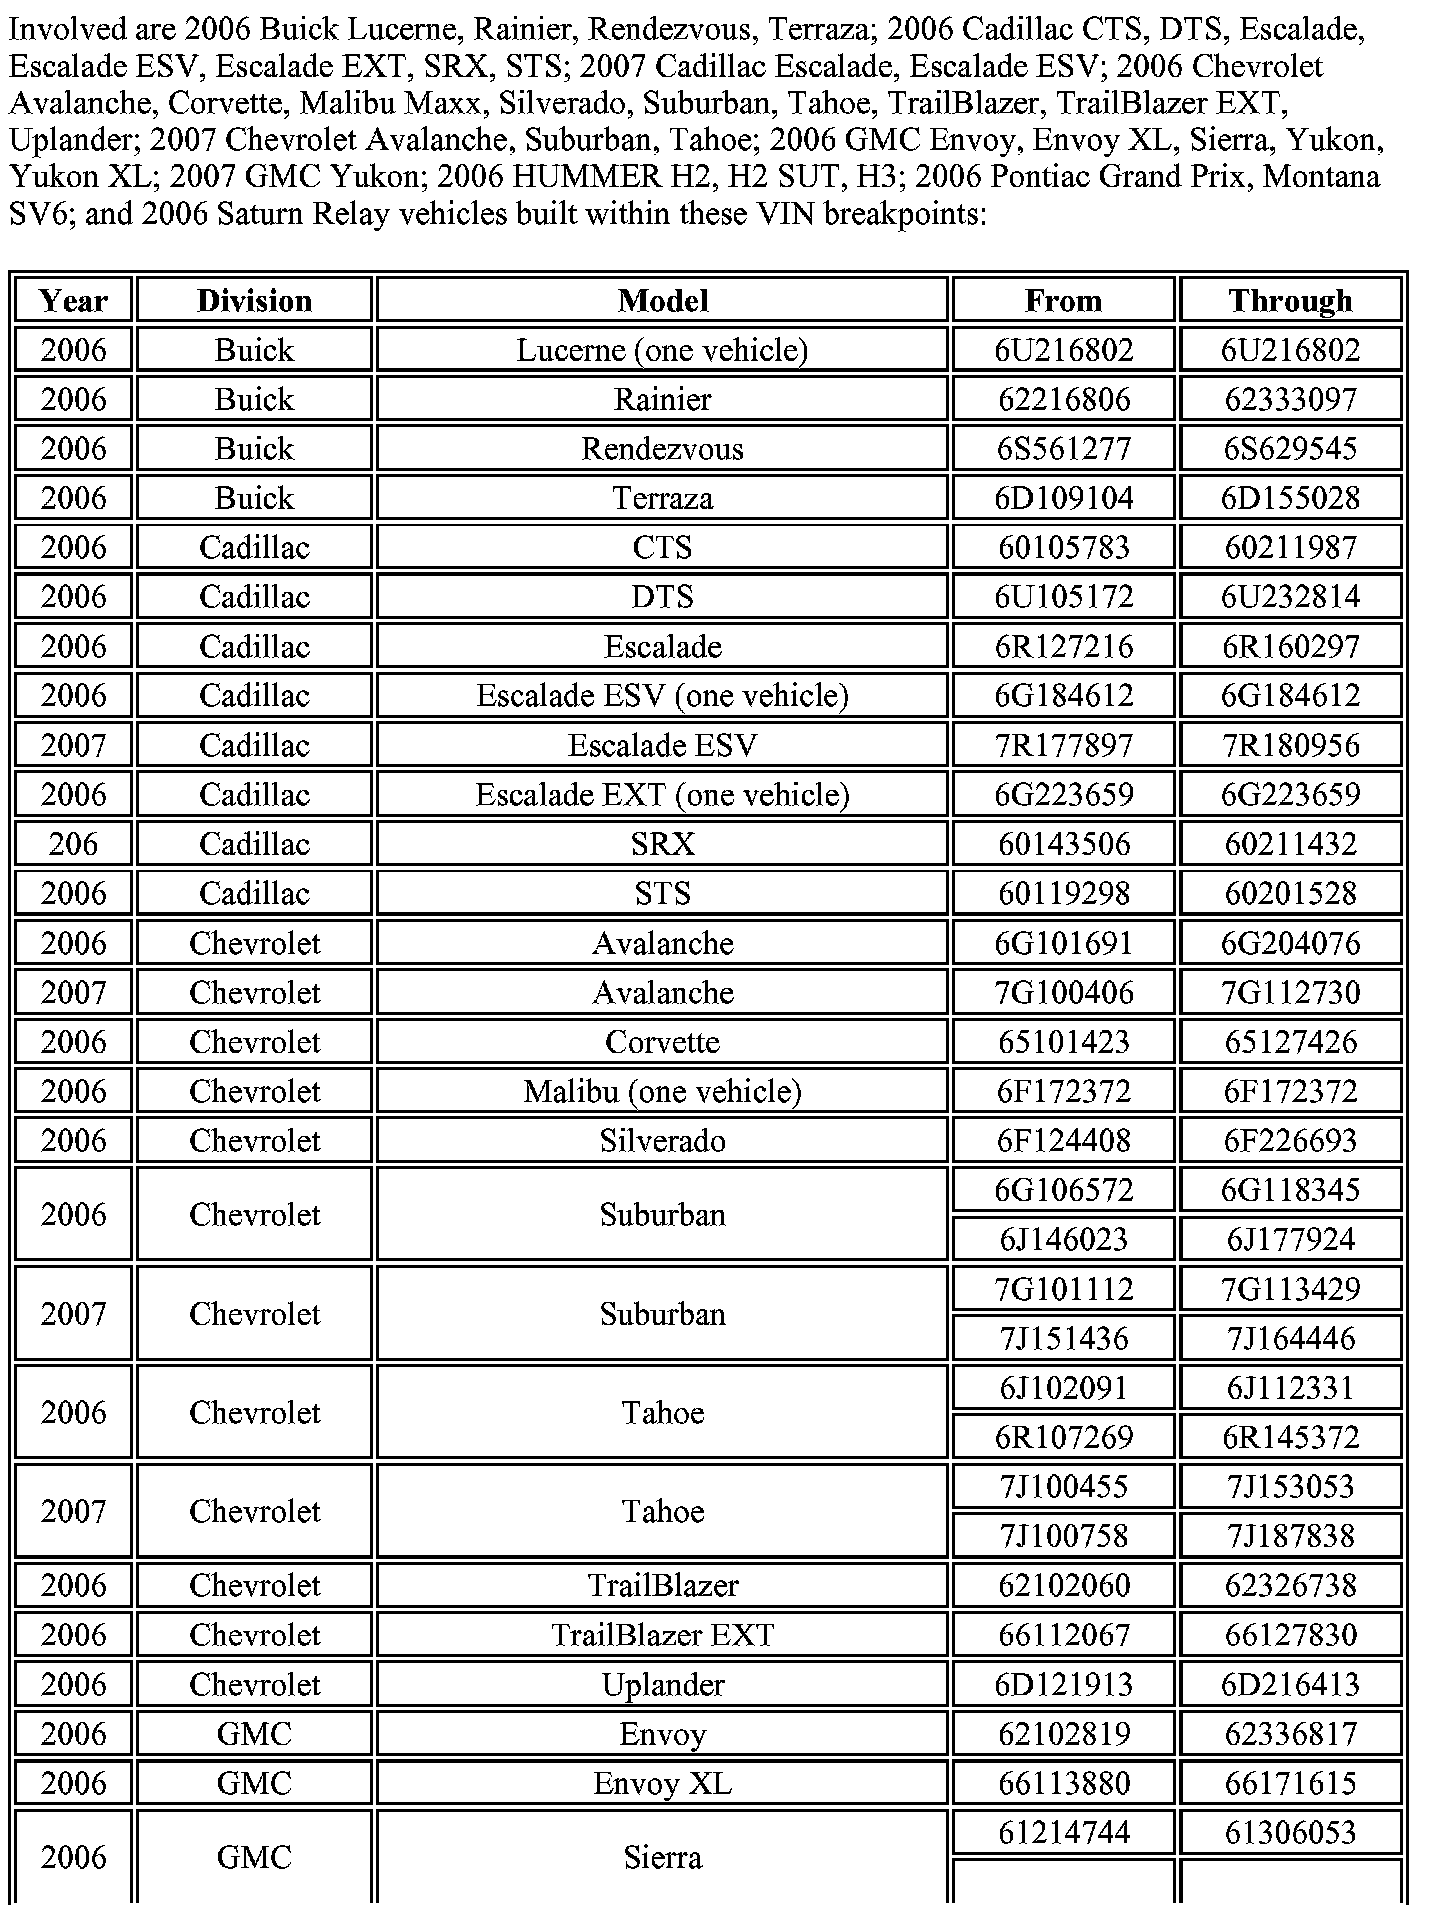 Involved are 2006 Buick Lucerne, Rainier, Rendezvous, Terraza; 2006 Cadillac CTS, DTS, Escalade,
Escalade ESV, Escalade EXT, SRX, STS; 2007 Cadillac Escalade, Escalade ESV; 2006 Chevrolet
Avalanche, Corvette, Malibu Maxx, Silverado, Suburban, Tahoe, TrailBlazer, TrailBlazer EXT,
Uplander; 2007 Chevrolet Avalanche, Suburban, Tahoe; 2006 GMC Envoy, Envoy XL, Sierra, Yukon,
Yukon XL; 2007 GMC Yukon; 2006 HUMMER H2, H2 SUT, H3; 2006 Pontiac Grand Prix, Montana
SV6; and 2006 Saturn Relay vehicles built within these VIN breakpoints:
Year Division Model From Through
2006 Buick Lucerne (one vehicle) 6U216802 6U216802
2006 Buick Rainier 62216806 62333097
2006 Buick Rendezvous 6S561277 6S629545
2006 Buick Terraza 6D109104 6D155028
2006 Cadillac CTS 60105783 60211987
2006 Cadillac DTS 6U105172 6U232814
2006 Cadillac Escalade 6R127216 6R160297
2006 Cadillac Escalade ESV (one vehicle) 6G184612 6G184612
2007 Cadillac Escalade ESV 7R177897 7R180956
2006 Cadillac Escalade EXT (one vehicle) 6G223659 6G223659
206 Cadillac SRX 60143506 60211432
2006 Cadillac STS 60119298 60201528
2006 Chevrolet Avalanche 6G101691 6G204076
2007 Chevrolet Avalanche 7G100406 7G112730
2006 Chevrolet Corvette 65101423 65127426
2006 Chevrolet Malibu (one vehicle) 6F172372 6F172372
2006 Chevrolet Silverado 6F124408 6F226693
2006 Chevrolet Suburban 6G106572 6G118345
6J146023 6J177924
2007 Chevrolet Suburban 7G101112 7G113429
7J151436 7J164446
2006 Chevrolet Tahoe 6J102091 6J112331
6R107269 6R145372
2007 Chevrolet Tahoe 7J100455 7J153053
7J100758 7J187838
2006 Chevrolet TrailBlazer 62102060 62326738
2006 Chevrolet TrailBlazer EXT 66112067 66127830
2006 Chevrolet Uplander 6D121913 6D216413
2006 GMC Envoy 62102819 62336817
2006 GMC Envoy XL 66113880 66171615
2006 GMC Sierra 61214744 61306053